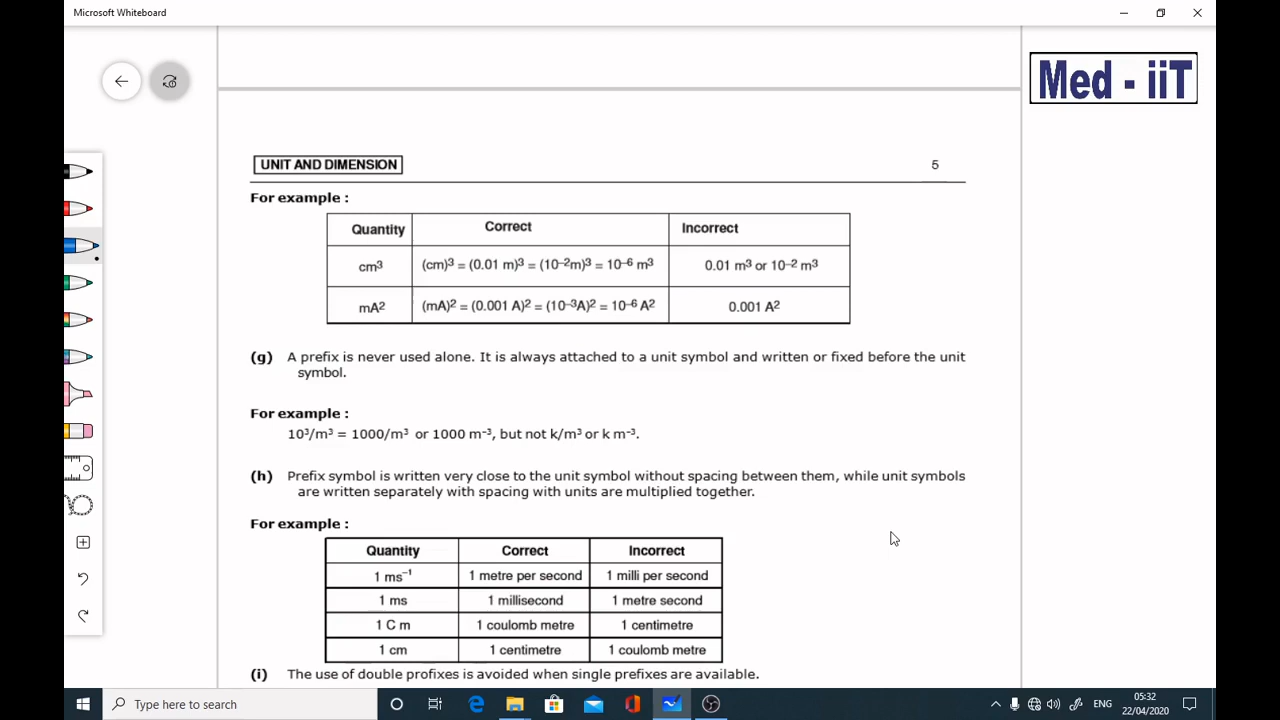 Microsoft Whiteboard
Med - iiT
UNIT AND DIMENSION 5
For example :
Quantity Correct Incorrect
cm³ (cm)³ = (0.01 m)³ = (10⁻²m)³ = 10⁻⁶ m³ 0.01 m³ or 10⁻² m³
mA² (mA)² = (0.001 A)² = (10⁻³A)² = 10⁻⁶ A² 0.001 A²
(g) A prefix is never used alone. It is always attached to a unit symbol and written or fixed before the unit
symbol.
For example :
10³/m³ = 1000/m³ or 1000 m⁻³, but not k/m³ or k m⁻³.
(h) Prefix symbol is written very close to the unit symbol without spacing between them, while unit symbols
are written separately with spacing with units are multiplied together.
For example :
Quantity Correct Incorrect
1 ms⁻¹ 1 metre per second 1 milli per second
1 ms 1 millisecond 1 metre second
1 C m 1 coulomb metre 1 centimetre
1 cm 1 centimetre 1 coulomb metre
(i) The use of double profixes is avoided when single prefixes are available.
Type here to search
ENG
05:32
22/04/2020